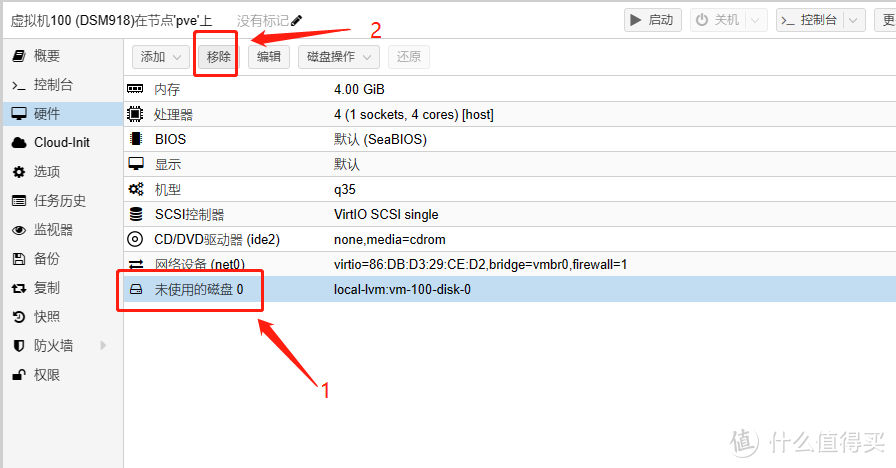 虚拟机100 (DSM918)在节点'pve'上 没有标记 启动 关机 控制台 更
2
概要 添加 移除 编辑 磁盘操作 还原
控制台 内存 4.00 GiB
硬件 处理器 4 (1 sockets, 4 cores) [host]
Cloud-Init BIOS 默认 (SeaBIOS)
选项 显示 默认
任务历史 机型 q35
监视器 SCSI控制器 VirtIO SCSI single
备份 CD/DVD驱动器 (ide2) none,media=cdrom
复制 网络设备 (net0) virtio=86:DB:D3:29:CE:D2,bridge=vmbr0,firewall=1
快照 未使用的磁盘 0 local-lvm:vm-100-disk-0
防火墙
权限
1
值 什么值得买